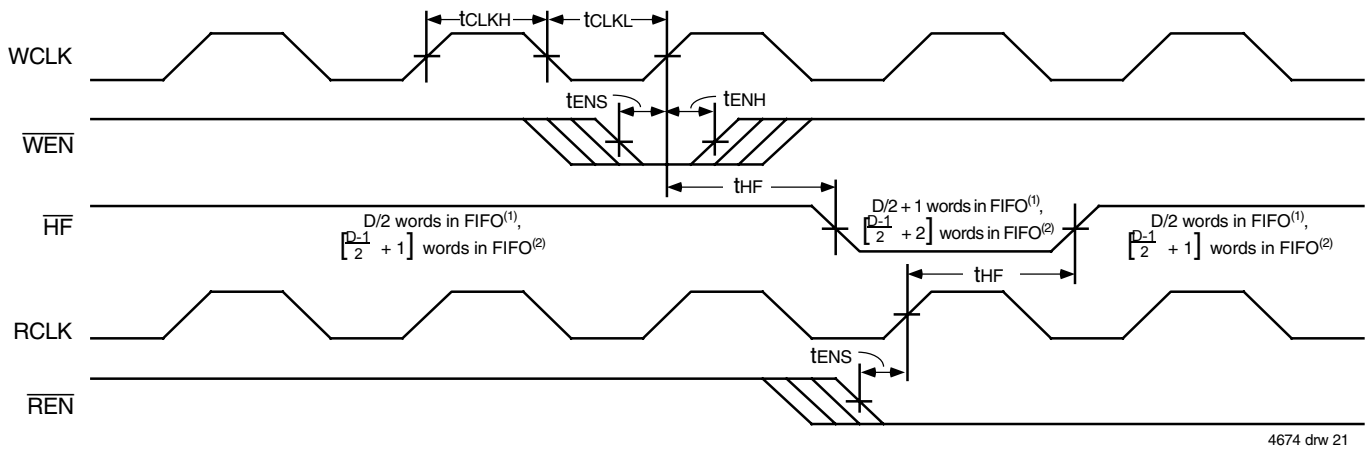 tCLKH
tCLKL
WCLK
tENS
tENH
WEN
tHF
HF
D/2 words in FIFO(1),
[D-1/2 + 1] words in FIFO(2)
D/2 + 1 words in FIFO(1),
[D-1/2 + 2] words in FIFO(2)
D/2 words in FIFO(1),
[D-1/2 + 1] words in FIFO(2)
tHF
RCLK
tENS
REN
4674 drw 21